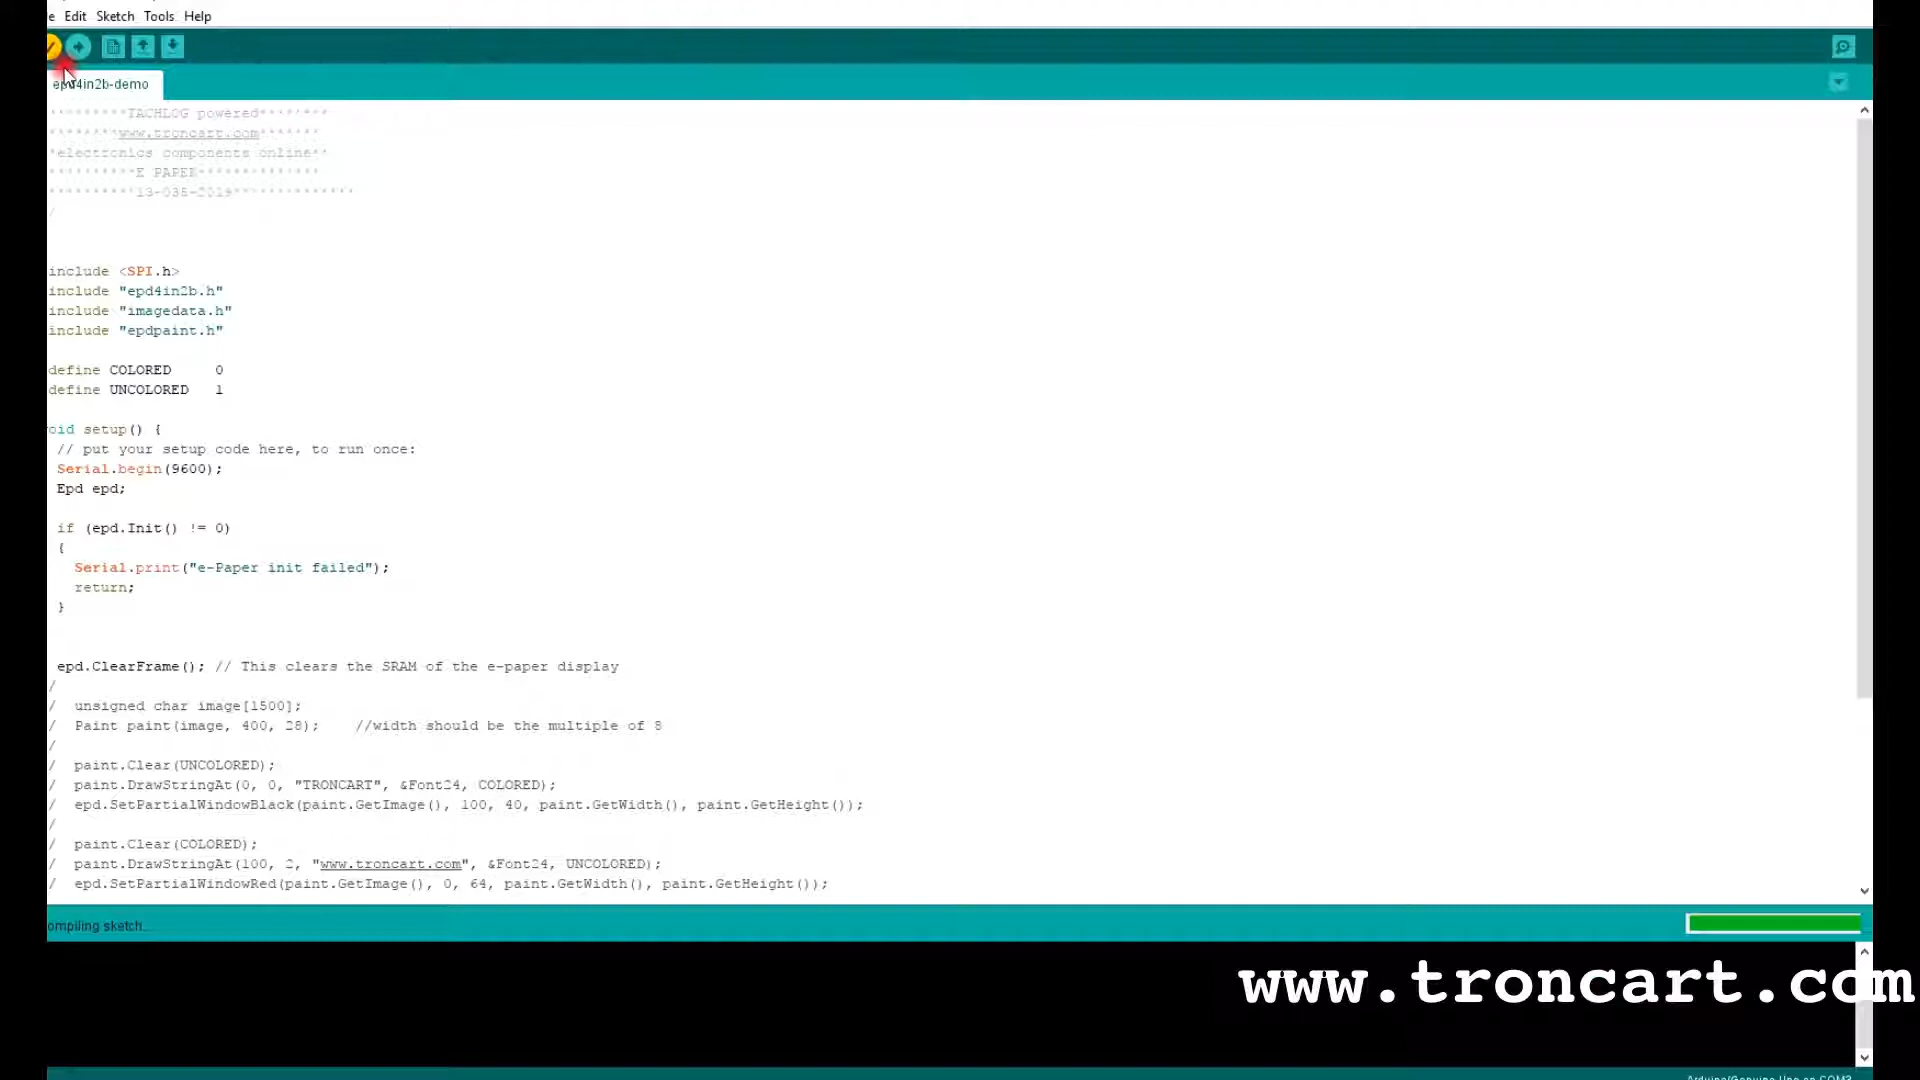 e Edit Sketch Tools Help
epd4in2b-demo
*********TACHLOG powered********
********www.troncart.com*******
*electronics components online**
**********E PAPER**************
**********13-035-2019**************
/
include <SPI.h>
include "epd4in2b.h"
include "imagedata.h"
include "epdpaint.h"
define COLORED     0
define UNCOLORED   1
oid setup() {
// put your setup code here, to run once:
Serial.begin(9600);
Epd epd;
if (epd.Init() != 0)
{
Serial.print("e-Paper init failed");
return;
}
epd.ClearFrame(); // This clears the SRAM of the e-paper display
/
/  unsigned char image[1500];
/  Paint paint(image, 400, 28);    //width should be the multiple of 8
/
/  paint.Clear(UNCOLORED);
/  paint.DrawStringAt(0, 0, "TRONCART", &Font24, COLORED);
/  epd.SetPartialWindowBlack(paint.GetImage(), 100, 40, paint.GetWidth(), paint.GetHeight());
/
/  paint.Clear(COLORED);
/  paint.DrawStringAt(100, 2, "www.troncart.com", &Font24, UNCOLORED);
/  epd.SetPartialWindowRed(paint.GetImage(), 0, 64, paint.GetWidth(), paint.GetHeight());
ompiling sketch...
www.troncart.com